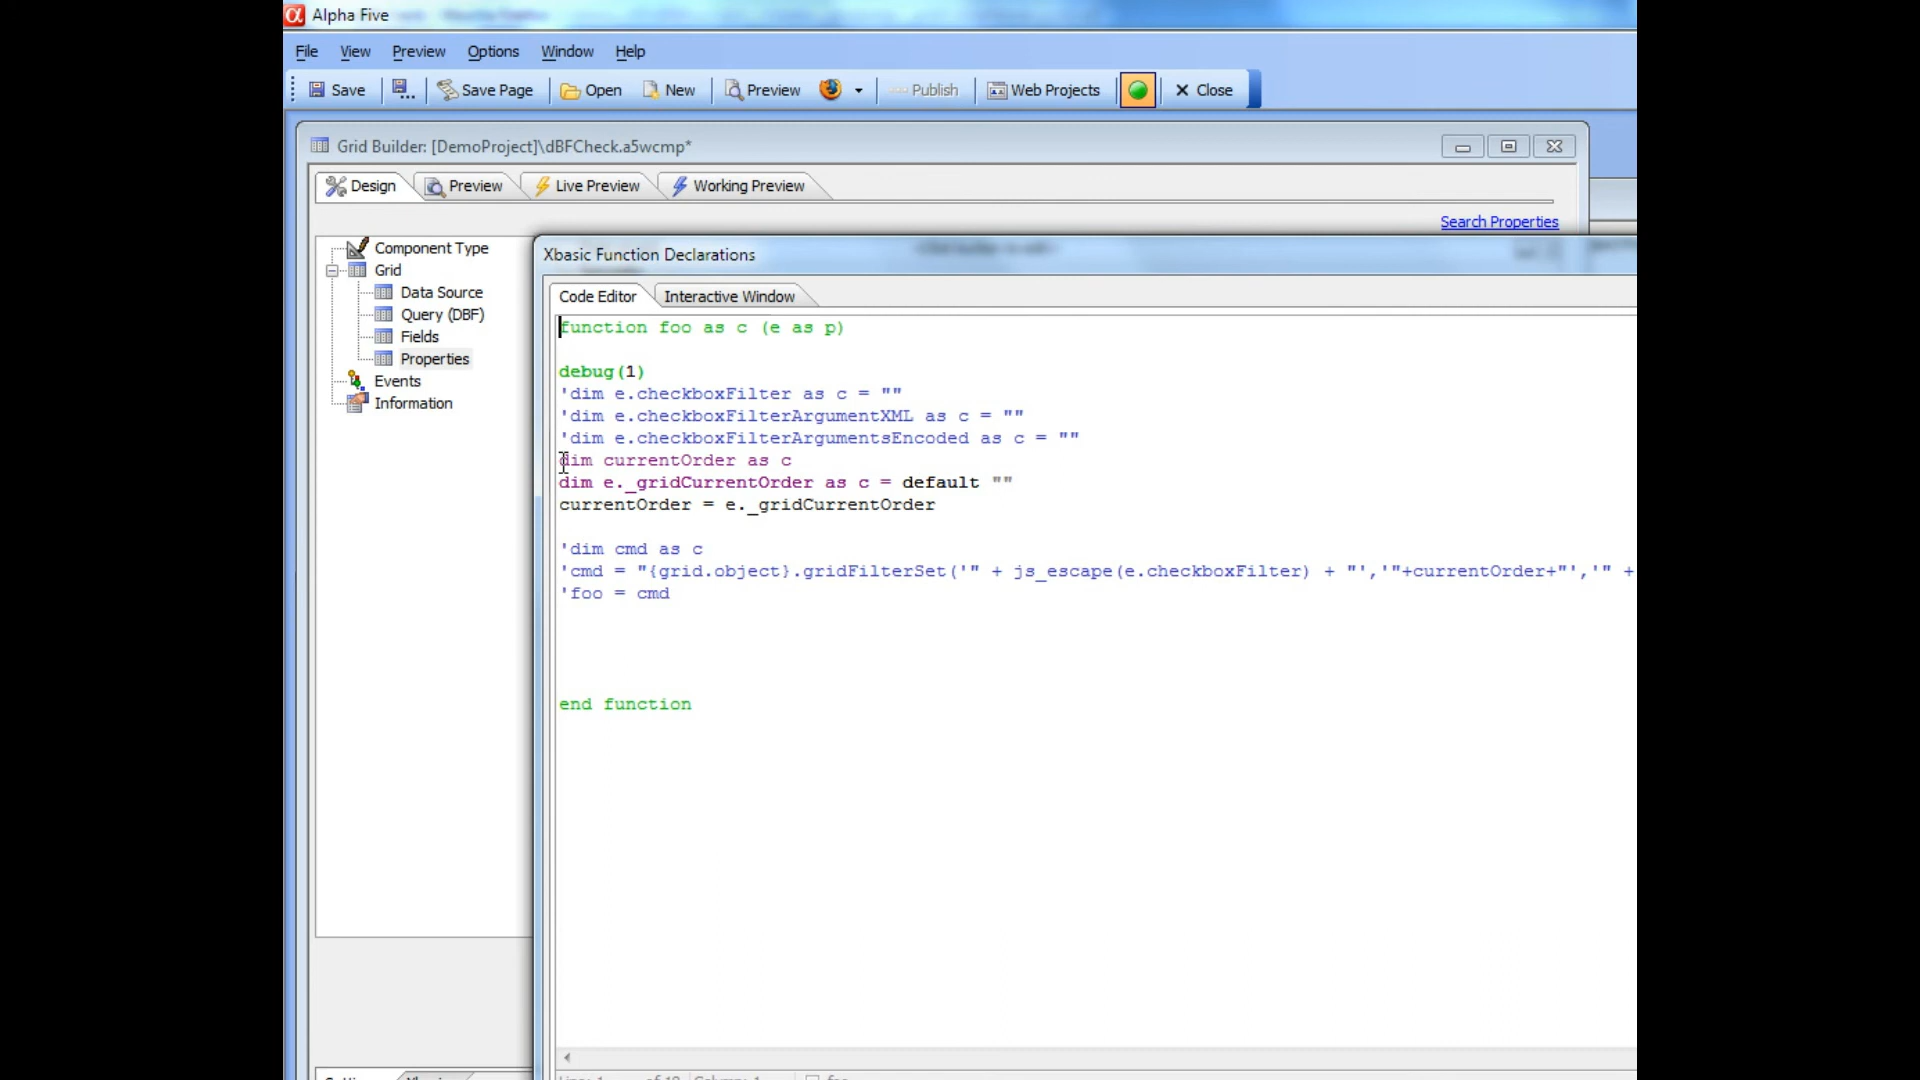 Alpha Five
File View Preview Options Window Help
Save Save Page Open New Preview Publish Web Projects Close
Grid Builder: [DemoProject]\dBFCheck.a5wcmp*
Design Preview Live Preview Working Preview
Search Properties
Component Type
Grid
Data Source
Query (DBF)
Fields
Properties
Events
Information
Xbasic Function Declarations
Code Editor Interactive Window
function foo as c (e as p)
debug(1)
'dim e.checkboxFilter as c = ""
'dim e.checkboxFilterArgumentXML as c = ""
'dim e.checkboxFilterArgumentsEncoded as c = ""
dim currentOrder as c
dim e._gridCurrentOrder as c = default ""
currentOrder = e._gridCurrentOrder
'dim cmd as c
'cmd = "{grid.object}.gridFilterSet('" + js_escape(e.checkboxFilter) + "','"+currentOrder+"','" +
'foo = cmd
end function